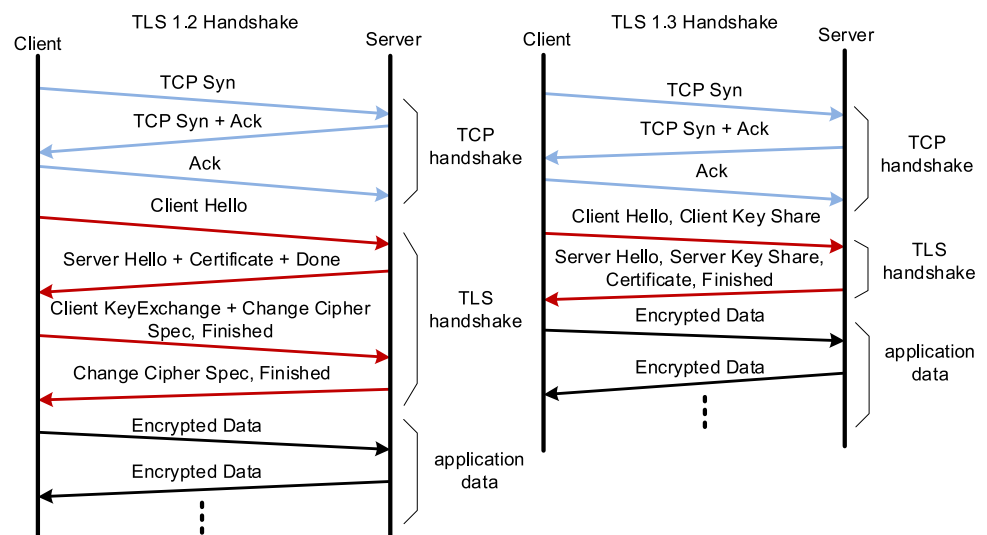 TLS 1.2 Handshake
Client
Server
TCP Syn
TCP Syn + Ack
Ack
TCP
handshake
Client Hello
Server Hello + Certificate + Done
Client KeyExchange + Change Cipher
Spec, Finished
Change Cipher Spec, Finished
TLS
handshake
Encrypted Data
Encrypted Data
application
data
TLS 1.3 Handshake
Client
Server
TCP Syn
TCP Syn + Ack
Ack
TCP
handshake
Client Hello, Client Key Share
Server Hello, Server Key Share,
Certificate, Finished
TLS
handshake
Encrypted Data
Encrypted Data
application
data